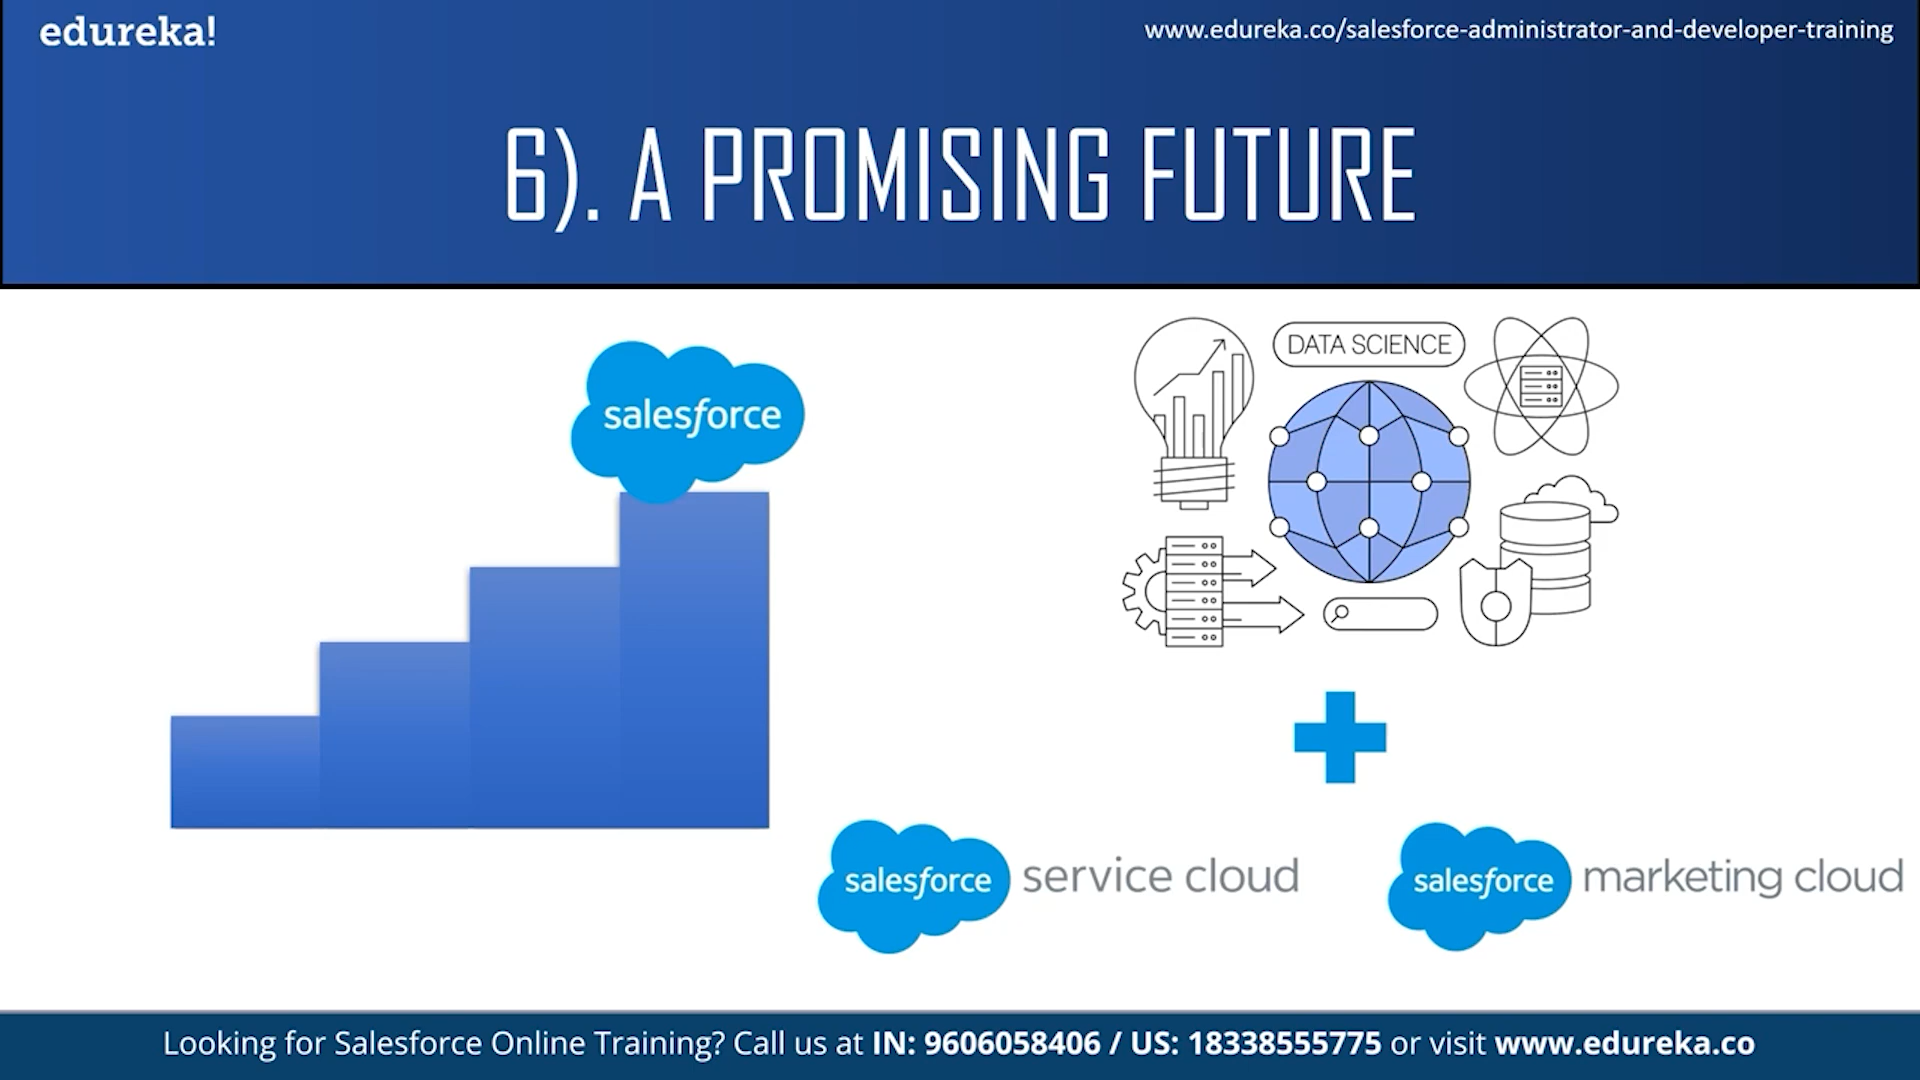 edureka!
www.edureka.co/salesforce-administrator-and-developer-training
6). A PROMISING FUTURE
salesforce
DATA SCIENCE
salesforce service cloud
salesforce marketing cloud
Looking for Salesforce Online Training? Call us at IN: 9606058406 / US: 18338555775 or visit www.edureka.co